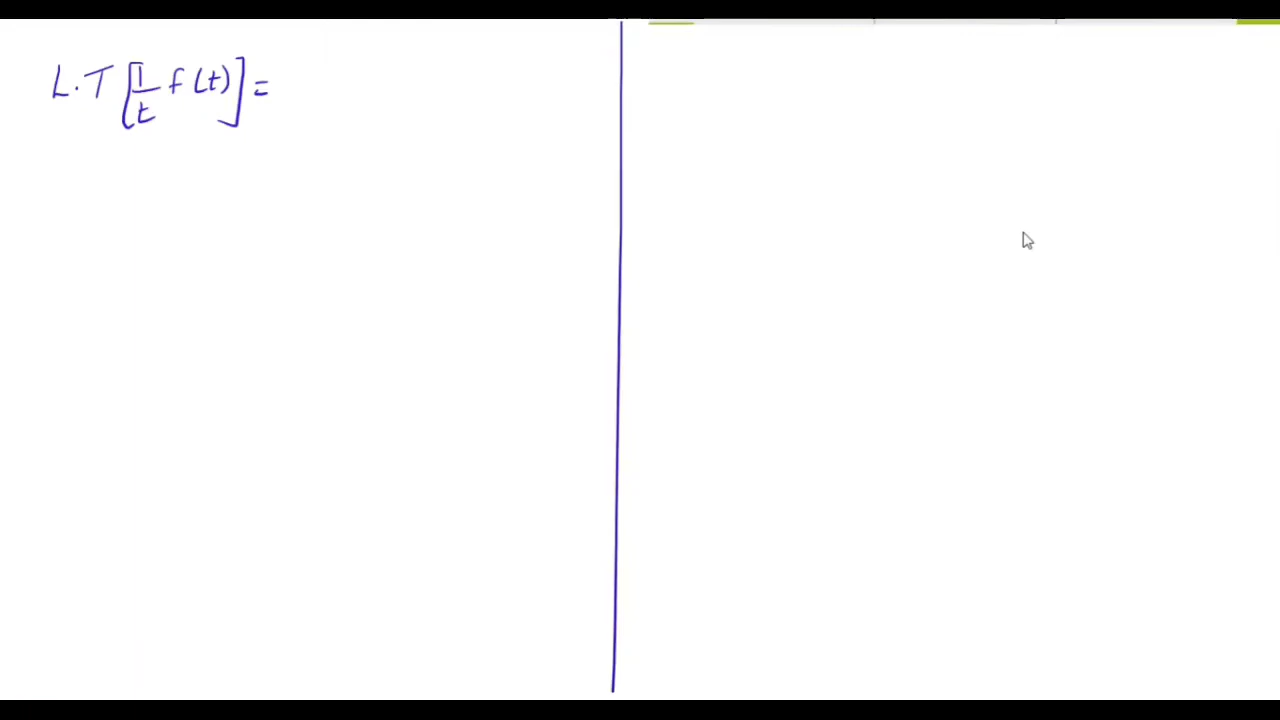 L.T [1/t f(t)] =